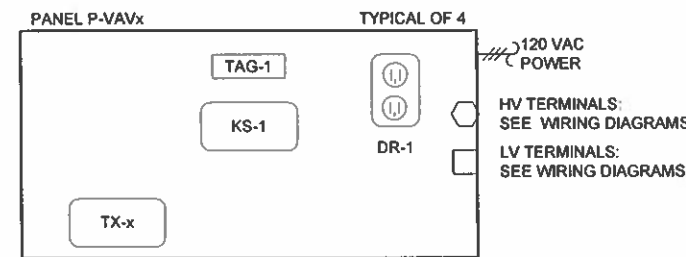 PANEL P-VAVx
TYPICAL OF 4
120 VAC
POWER
TAG-1
KS-1
DR-1
HV TERMINALS:
SEE WIRING DIAGRAMS
LV TERMINALS:
SEE WIRING DIAGRAMS
TX-x